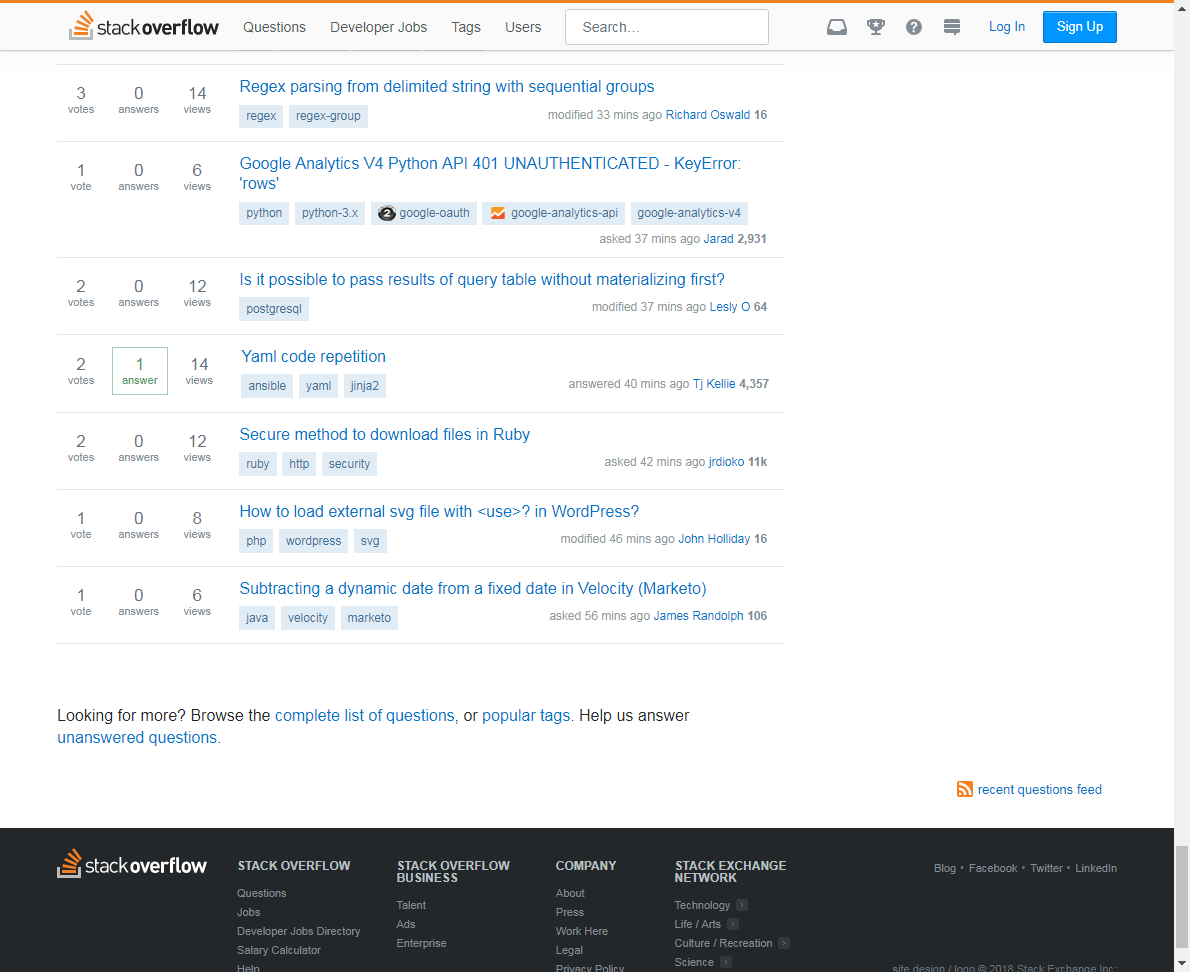 stack overflow Questions Developer Jobs Tags Users Search… Log In Sign Up
3 votes 0 answers 14 views
Regex parsing from delimited string with sequential groups
regex regex-group
modified 33 mins ago Richard Oswald 16
1 vote 0 answers 6 views
Google Analytics V4 Python API 401 UNAUTHENTICATED - KeyError:
'rows'
python python-3.x google-oauth google-analytics-api google-analytics-v4
asked 37 mins ago Jarad 2,931
2 votes 0 answers 12 views
Is it possible to pass results of query table without materializing first?
postgresql
modified 37 mins ago Lesly O 64
2 votes 1 answer 14 views
Yaml code repetition
ansible yaml jinja2
answered 40 mins ago Tj Kellie 4,357
2 votes 0 answers 12 views
Secure method to download files in Ruby
ruby http security
asked 42 mins ago jrdioko 11k
1 vote 0 answers 8 views
How to load external svg file with <use>? in WordPress?
php wordpress svg
modified 46 mins ago John Holliday 16
1 vote 0 answers 6 views
Subtracting a dynamic date from a fixed date in Velocity (Marketo)
java velocity marketo
asked 56 mins ago James Randolph 106
Looking for more? Browse the complete list of questions, or popular tags. Help us answer
unanswered questions.
recent questions feed
stack overflow
STACK OVERFLOW
Questions
Jobs
Developer Jobs Directory
Salary Calculator
Help
STACK OVERFLOW
BUSINESS
Talent
Ads
Enterprise
COMPANY
About
Press
Work Here
Legal
Privacy Policy
STACK EXCHANGE
NETWORK
Technology
Life / Arts
Culture / Recreation
Science
Blog • Facebook • Twitter • LinkedIn
site design / logo © 2018 Stack Exchange Inc;